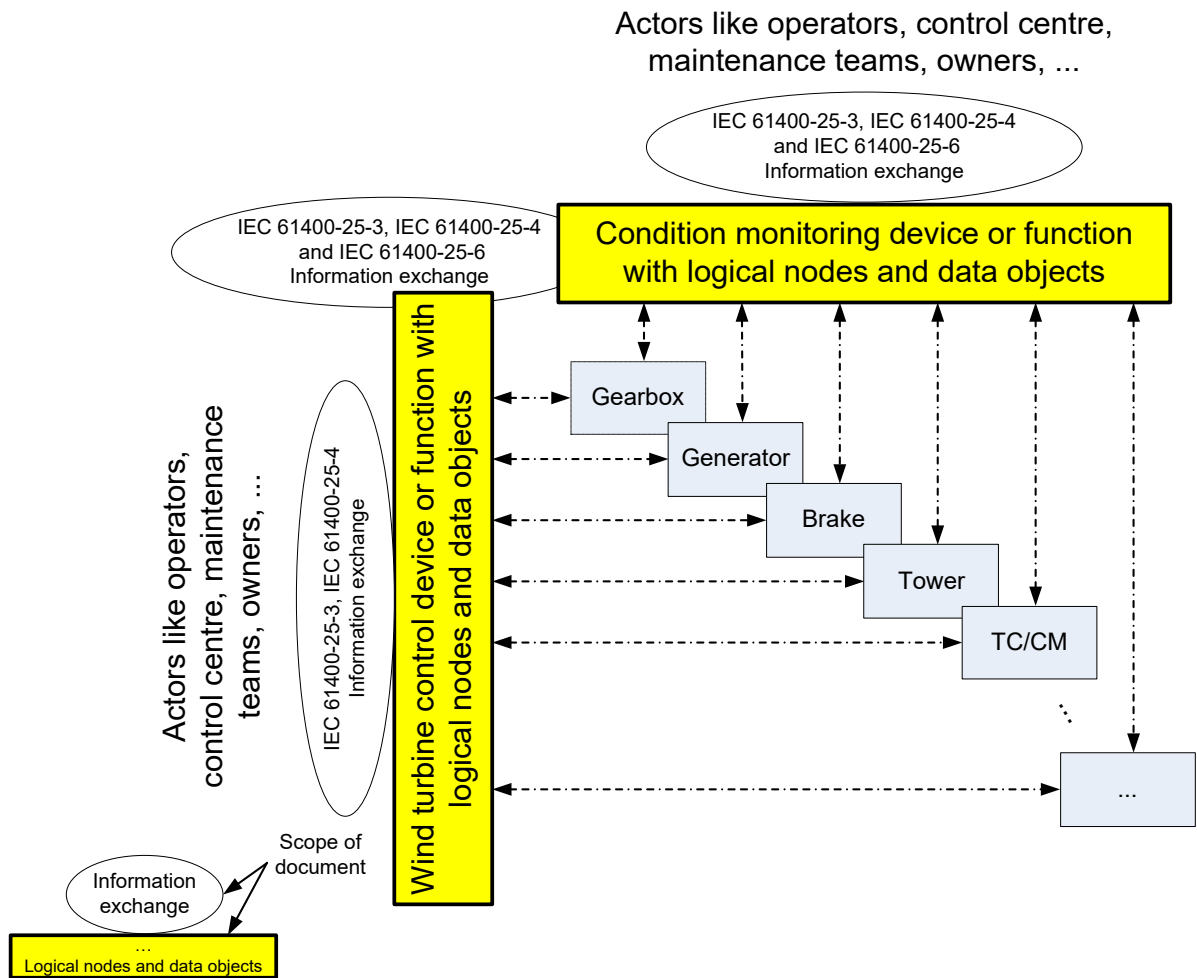 Actors like operators, control centre,
maintenance teams, owners, ...
IEC 61400-25-3, IEC 61400-25-4
and IEC 61400-25-6
Information exchange
IEC 61400-25-3, IEC 61400-25-4
and IEC 61400-25-6
Information exchange
Condition monitoring device or function
with logical nodes and data objects
Actors like operators,
control centre, maintenance
teams, owners, ...
IEC 61400-25-3, IEC 61400-25-4
Information exchange
Wind turbine control device or function with
logical nodes and data objects
Gearbox
Generator
Brake
Tower
TC/CM
...
...
Scope of
document
Information
exchange
...
Logical nodes and data objects